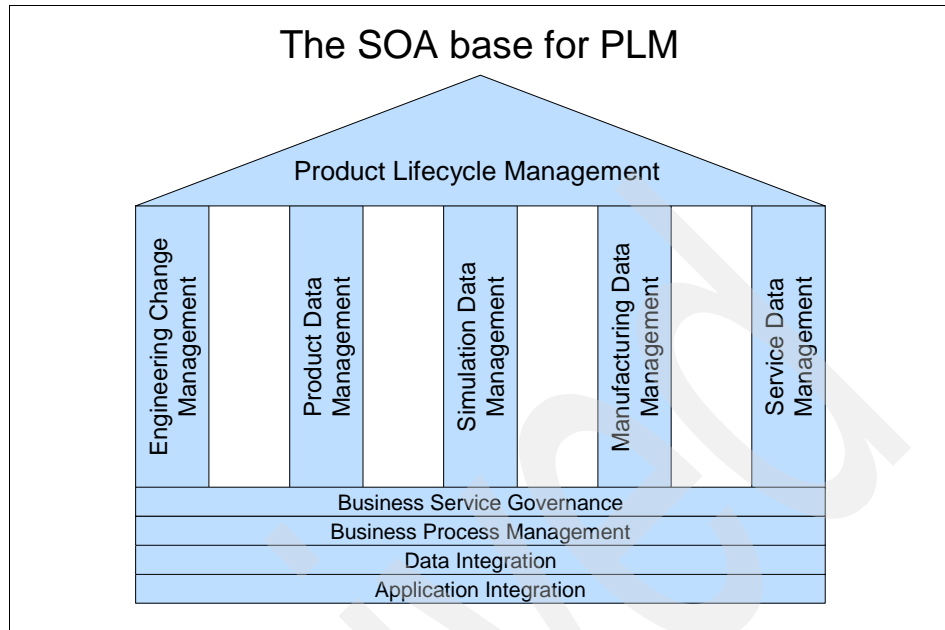 The SOA base for PLM
Product Lifecycle Management
Engineering Change
Management
Product Data
Management
Simulation Data
Management
Manufacturing Data
Management
Service Data
Management
Business Service Governance
Business Process Management
Data Integration
Application Integration